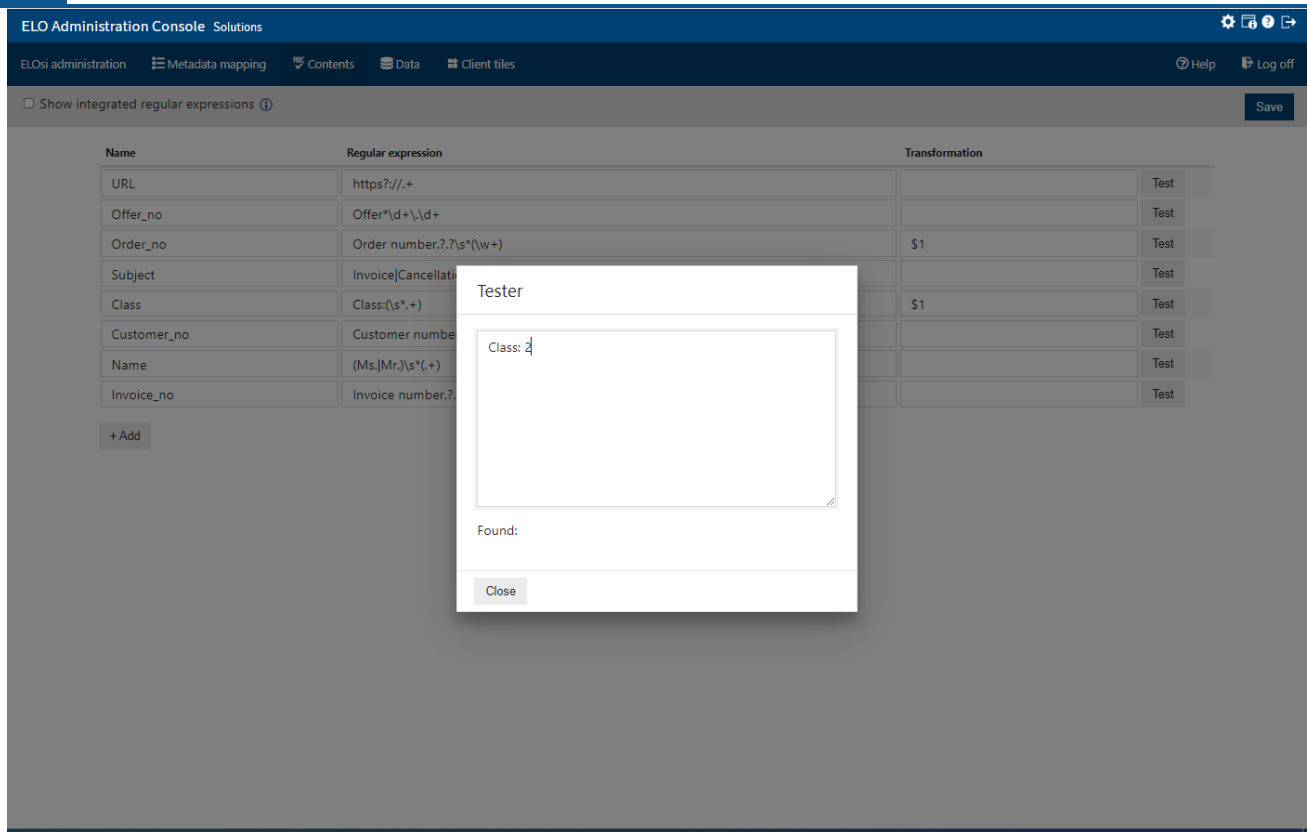 ELO Administration Console Solutions
ELOsi administration Metadata mapping Contents Data Client tiles Help Log off
Show integrated regular expressions Save
Name Regular expression Transformation
URL https?://.+ Test
Offer_no Offer*\d+\.\d+ Test
Order_no Order number.?.?\s*(\w+) $1 Test
Subject Invoice|Cancellati Test
Class Class:(\s*.+) $1 Test
Customer_no Customer numbe Test
Name (Ms.|Mr.)\s*(.+) Test
Invoice_no Invoice number.?. Test
+ Add
Tester
Class: 2
Found:
Close